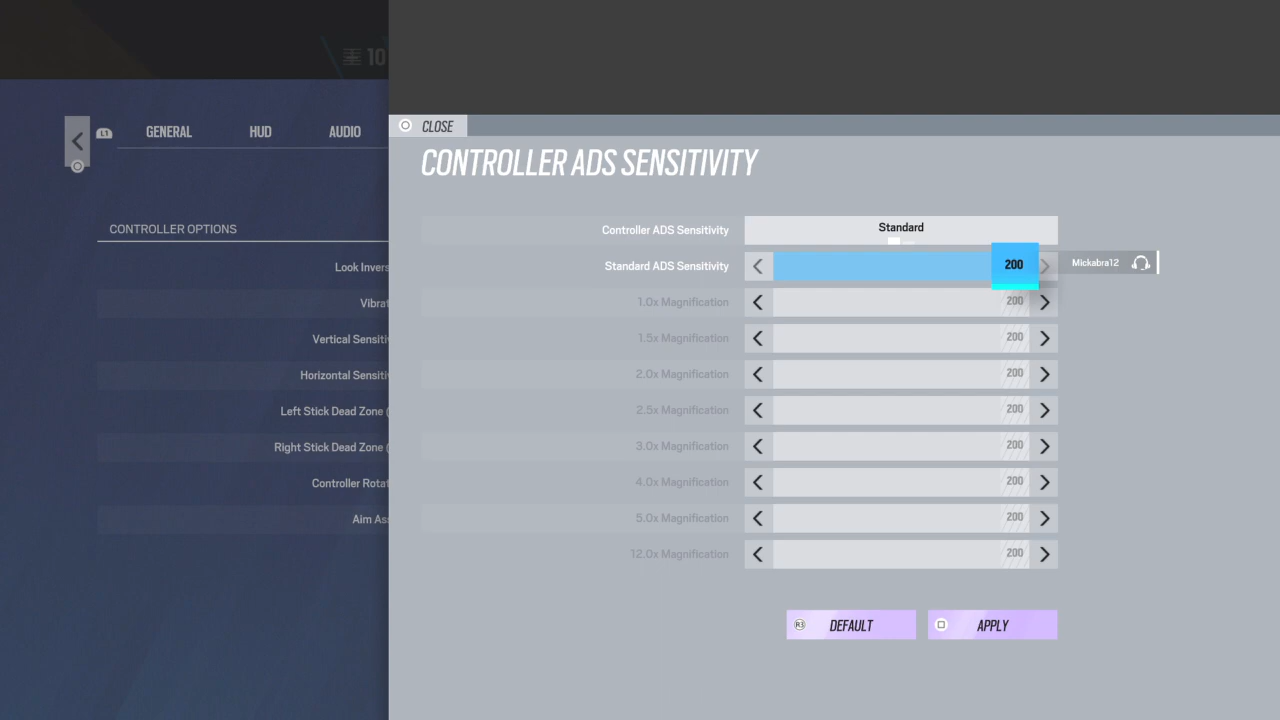 10
L1
GENERAL
HUD
AUDIO
CLOSE
CONTROLLER ADS SENSITIVITY
CONTROLLER OPTIONS
Look Invers
Vibrat
Vertical Sensitiv
Horizontal Sensitiv
Left Stick Dead Zone (
Right Stick Dead Zone (
Controller Rotat
Aim Ass
Controller ADS Sensitivity Standard
Standard ADS Sensitivity 200
Mickabra12
1.0x Magnification 200
1.5x Magnification 200
2.0x Magnification 200
2.5x Magnification 200
3.0x Magnification 200
4.0x Magnification 200
5.0x Magnification 200
12.0x Magnification 200
R3 DEFAULT
APPLY